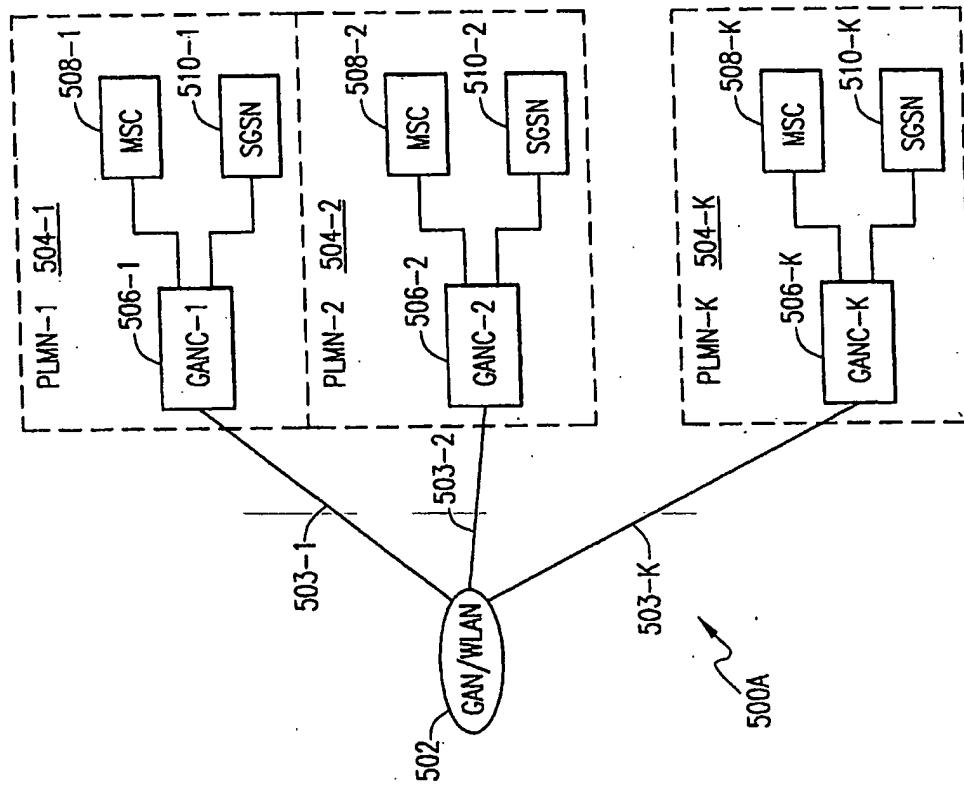 PLMN-1
504-1
506-1
GANC-1
MSC
508-1
SGSN
510-1
PLMN-2
504-2
506-2
GANC-2
MSC
508-2
SGSN
510-2
PLMN-K
504-K
506-K
GANC-K
MSC
508-K
SGSN
510-K
503-1
503-2
503-K
502
GAN/WLAN
500A